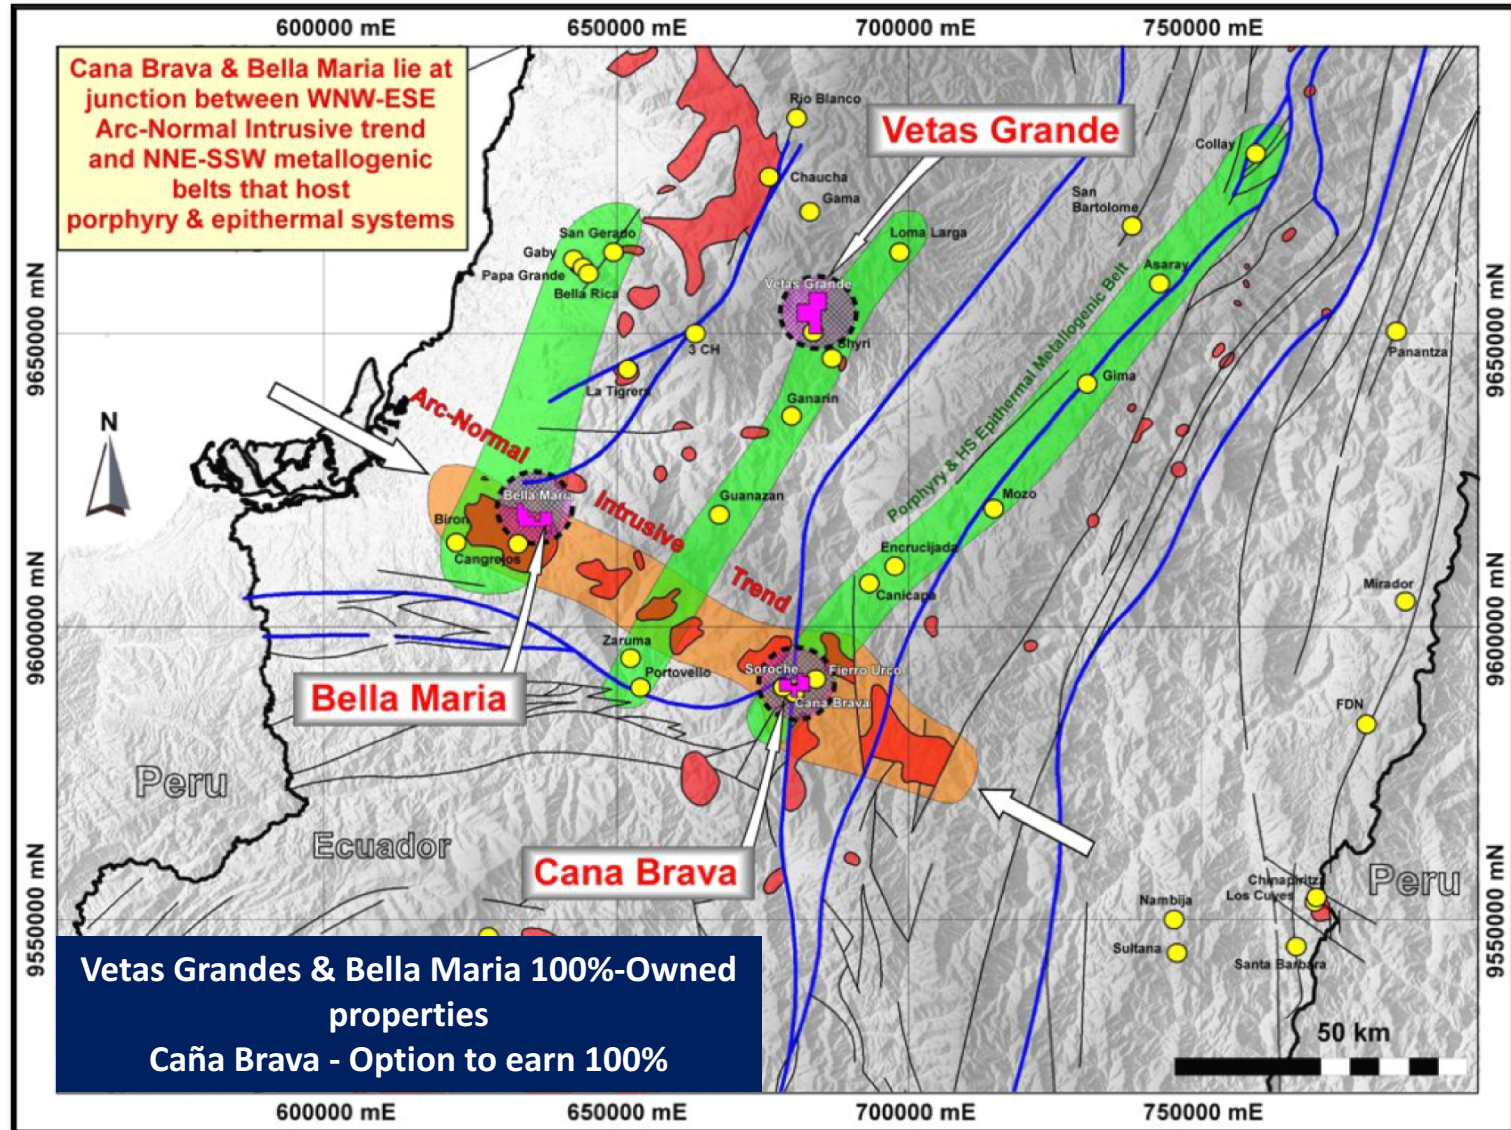 600000 mE
650000 mE
700000 mE
750000 mE
Cana Brava & Bella Maria lie at
junction between WNW-ESE
Arc-Normal Intrusive trend
and NNE-SSW metallogenic
belts that host
porphyry & epithermal systems
Rio Blanco
Vetas Grande
Collay
Chaucha
Gama
San
Bartolome
San Gerado
Loma Larga
Gaby
Papa Grande
Bella Rica
Asaray
Vetas Grande
9650000 mN
9650000 mN
3 CH
Shyri
Panantza
La Tigrera
Gima
Ganarin
Porphyry & HS Epithermal Metallogenic Belt
N
Arc-Normal
Intrusive
Trend
Bella Maria
Guanazan
Mozo
Biron
Cangrejos
Encrucijada
Canicapa
Mirador
9600000 mN
9600000 mN
Zaruma
Portovello
Soroche
Fierro Urco
Cana Brava
Bella Maria
FDN
Peru
Ecuador
Cana Brava
Peru
Chinapiritza
Los Cuyes
Nambija
Sultana
Santa Barbara
9550000 mN
9550000 mN
Vetas Grandes & Bella Maria 100%-Owned
properties
Caña Brava - Option to earn 100%
50 km
600000 mE
650000 mE
700000 mE
750000 mE